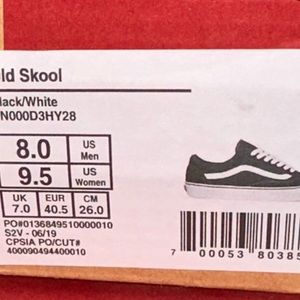 ld Skool
lack/White
N000D3HY28
8.0 US Men
9.5 US Women
UK EUR CM
7.0 40.5 26.0
PO#0136849510000010
S2V - 06/19
CPSIA PO/CUT#
400090494400010
7 00053 80385